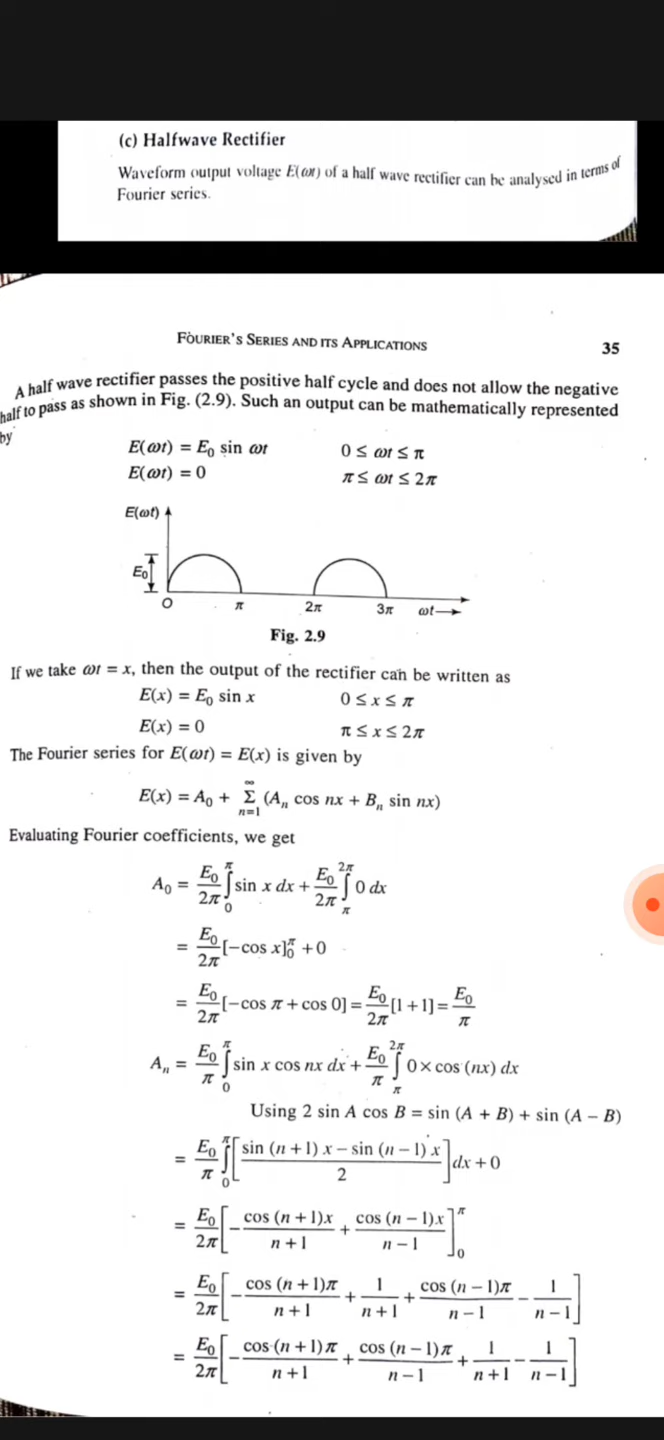 (c) Halfwave Rectifier
Waveform output voltage E(ωt) of a half wave rectifier can be analysed in terms of
Fourier series.
FOURIER'S SERIES AND ITS APPLICATIONS 35
A half wave rectifier passes the positive half cycle and does not allow the negative
half to pass as shown in Fig. (2.9). Such an output can be mathematically represented
by
E(ωt) = E₀ sin ωt 0 ≤ ωt ≤ π
E(ωt) = 0 π ≤ ωt ≤ 2π
E(ωt)
E₀
O π 2π 3π ωt
Fig. 2.9
If we take ωt = x, then the output of the rectifier can be written as
E(x) = E₀ sin x 0 ≤ x ≤ π
E(x) = 0 π ≤ x ≤ 2π
The Fourier series for E(ωt) = E(x) is given by
E(x) = A₀ + Σ_{n=1}^{∞} (Aₙ cos nx + Bₙ sin nx)
Evaluating Fourier coefficients, we get
A₀ = E₀/2π ∫₀^π sin x dx + E₀/2π ∫_π^{2π} 0 dx
= E₀/2π [−cos x]₀^π + 0
= E₀/2π [−cos π + cos 0] = E₀/2π [1 + 1] = E₀/π
Aₙ = E₀/π ∫₀^π sin x cos nx dx + E₀/π ∫_π^{2π} 0 × cos (nx) dx
Using 2 sin A cos B = sin (A + B) + sin (A − B)
= E₀/π ∫₀^π [(sin (n + 1) x − sin (n − 1) x)/2] dx + 0
= E₀/2π [−cos (n + 1)x/(n + 1) + cos (n − 1)x/(n − 1)]₀^π
= E₀/2π [−cos (n + 1)π/(n + 1) + 1/(n + 1) + cos (n − 1)π/(n − 1) − 1/(n − 1)]
= E₀/2π [−cos (n + 1)π/(n + 1) + cos (n − 1)π/(n − 1) + 1/(n + 1) − 1/(n − 1)]